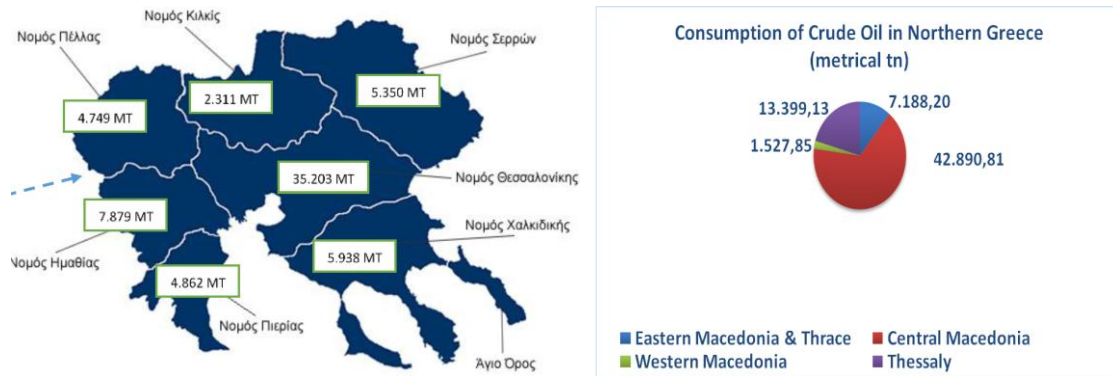 Νομός Κιλκίς
Νομός Πέλλας
Νομός Σερρών
2.311 MT
5.350 MT
4.749 MT
35.203 MT
Νομός Θεσσαλονίκης
7.879 MT
Νομός Χαλκιδικής
5.938 MT
Νομός Ημαθίας
4.862 MT
Νομός Πιερίας
Άγιο Όρος
Consumption of Crude Oil in Northern Greece
(metrical tn)
13.399,13
7.188,20
1.527,85
42.890,81
Eastern Macedonia & Thrace
Central Macedonia
Western Macedonia
Thessaly